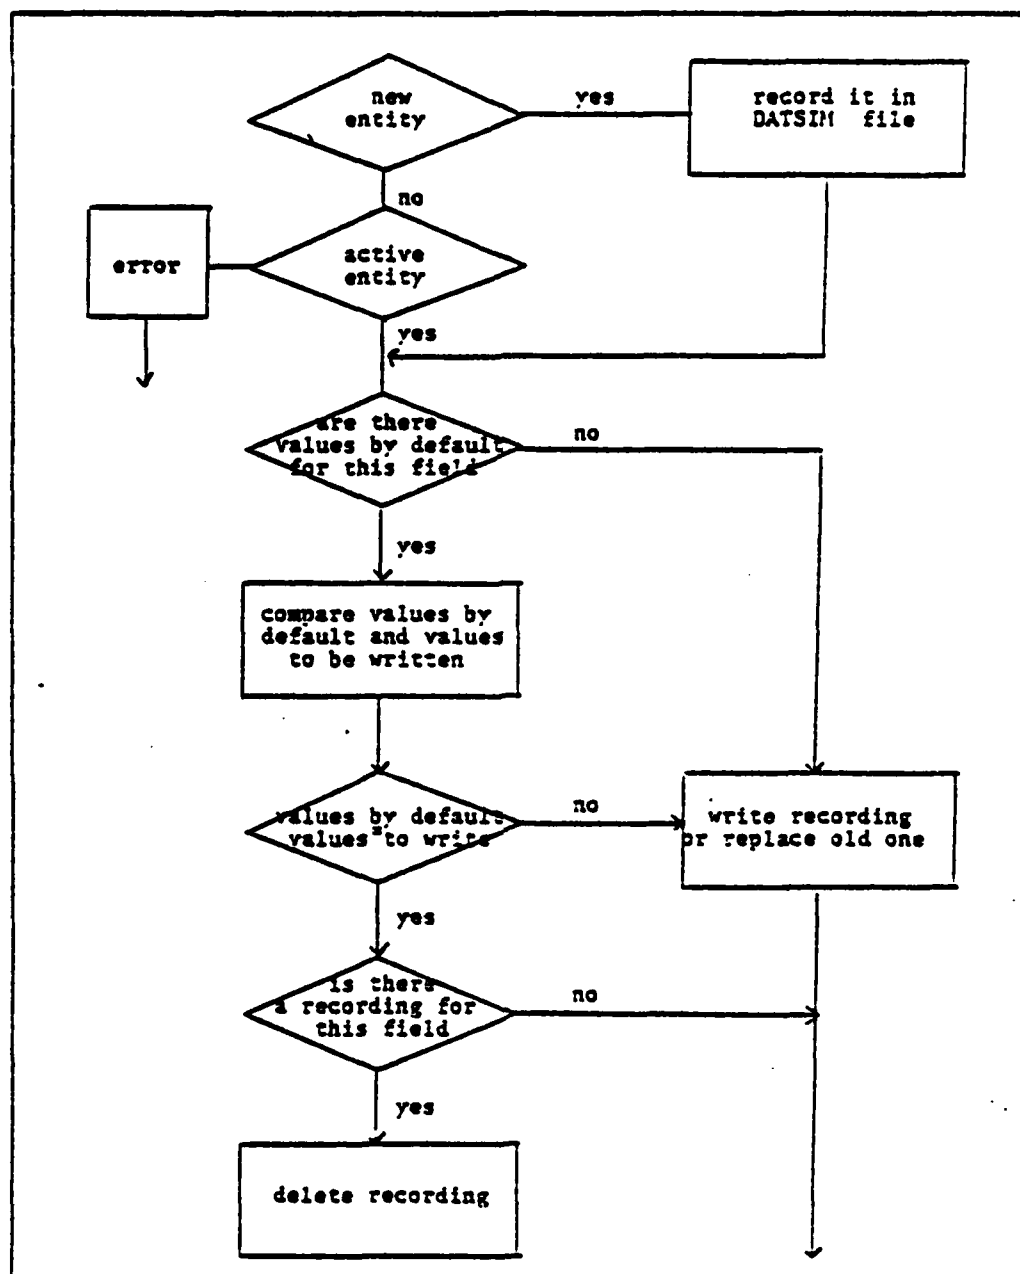 new
entity
yes
record it in
DATSIM file
no
error
active
entity
yes
are there
values by default
for this field
no
yes
compare values by
default and values
to be written
values by default
=
values to write
no
write recording
or replace old one
yes
is there
a recording for
this field
no
yes
delete recording